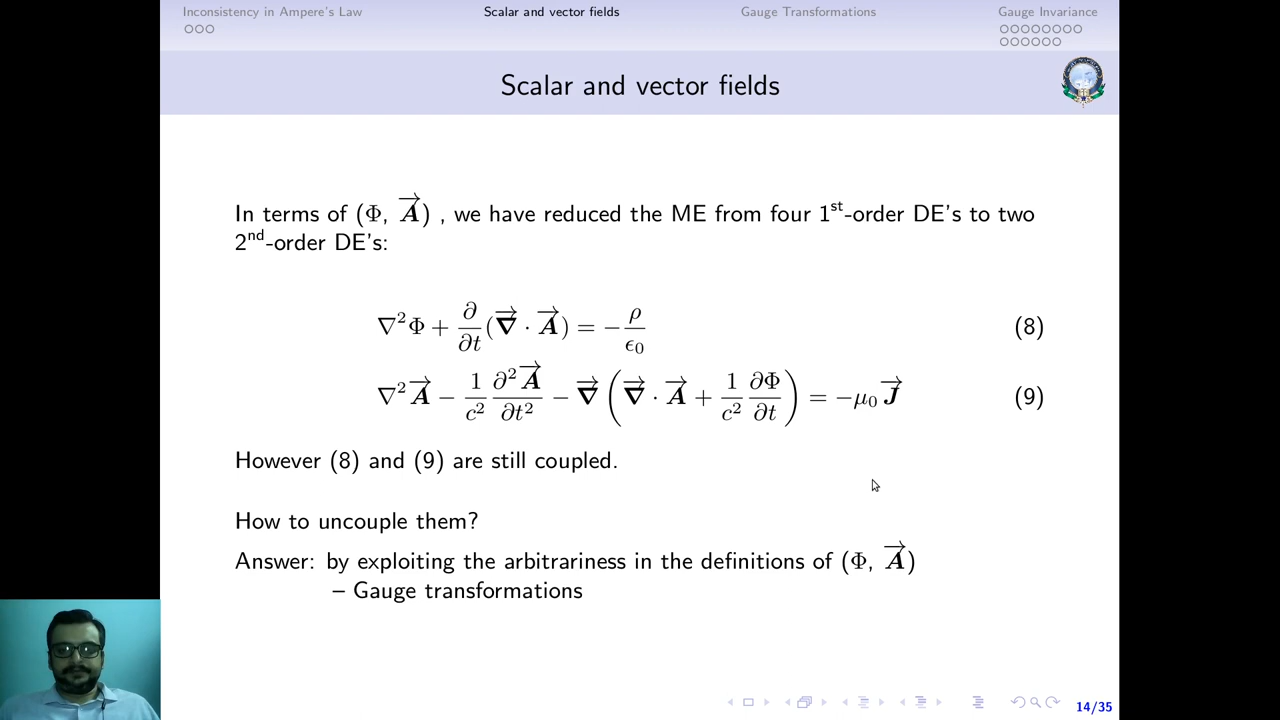 Inconsistency in Ampere's Law Scalar and vector fields Gauge Transformations Gauge Invariance
Scalar and vector fields
In terms of (Φ, A⃗) , we have reduced the ME from four 1st-order DE's to two
2nd-order DE's:
∇²Φ + ∂/∂t (∇⃗ · A⃗) = −ρ/ϵ₀ (8)
∇²A⃗ − 1/c² ∂²A⃗/∂t² − ∇⃗ (∇⃗ · A⃗ + 1/c² ∂Φ/∂t) = −μ₀J⃗ (9)
However (8) and (9) are still coupled.
How to uncouple them?
Answer: by exploiting the arbitrariness in the definitions of (Φ, A⃗)
– Gauge transformations
14/35